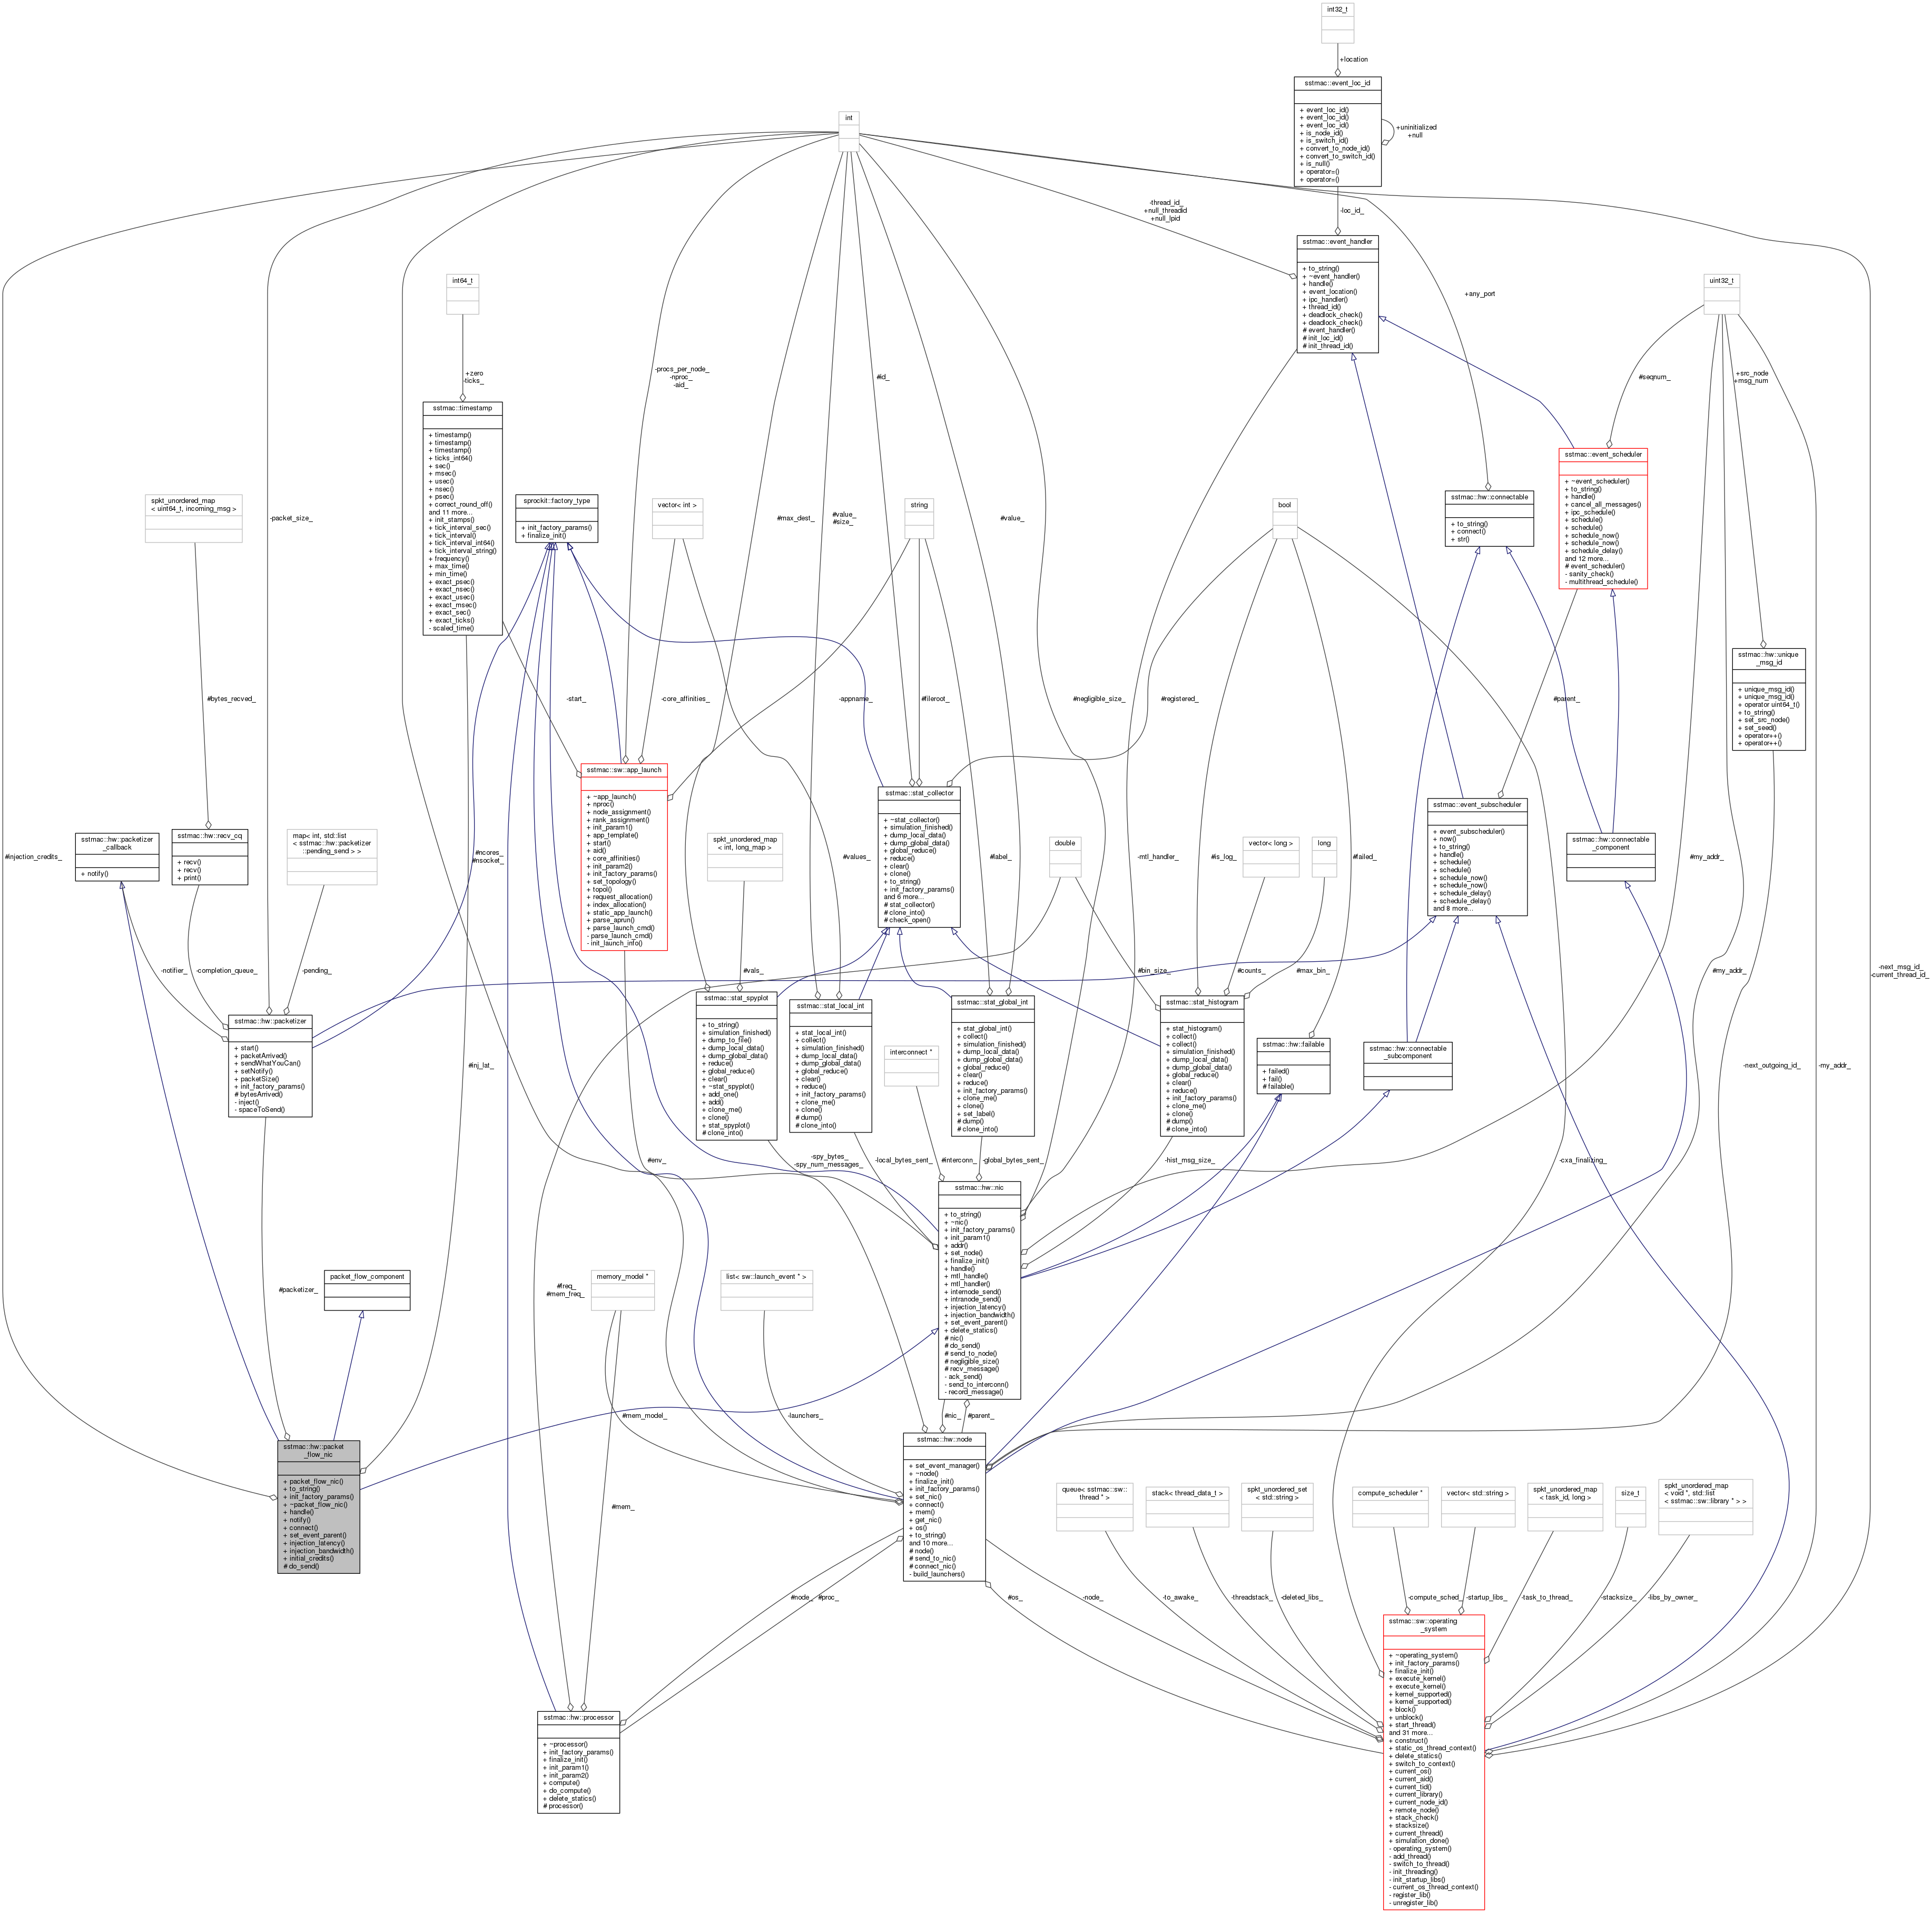 int32_t
+location
sstmac::event_loc_id
+ event_loc_id()
+ event_loc_id()
+ event_loc_id()
+ is_node_id()
+ is_switch_id()
+ convert_to_node_id()
+ convert_to_switch_id()
+ is_null()
+ operator=()
+ operator=()
+uninitialized
+null
int
-thread_id_
+null_threadid
+null_lpid
-loc_id_
sstmac::event_handler
+ to_string()
+ ~event_handler()
+ handle()
+ event_location()
+ ipc_handler()
+ thread_id()
+ deadlock_check()
+ deadlock_check()
# event_handler()
# init_loc_id()
# init_thread_id()
+any_port
int64_t
uint32_t
+zero
-ticks_
-procs_per_node_
-nproc_
-aid_
#id_
#seqnum_
+src_node
+msg_num
sstmac::timestamp
+ timestamp()
+ timestamp()
+ timestamp()
+ ticks_int64()
+ sec()
+ msec()
+ usec()
+ nsec()
+ psec()
+ correct_round_off()
and 11 more...
+ init_stamps()
+ tick_interval_sec()
+ tick_interval()
+ tick_interval_int64()
+ tick_interval_string()
+ frequency()
+ max_time()
+ min_time()
+ exact_psec()
+ exact_nsec()
+ exact_usec()
+ exact_msec()
+ exact_sec()
+ exact_ticks()
- scaled_time()
sstmac::event_scheduler
+ ~event_scheduler()
+ to_string()
+ handle()
+ cancel_all_messages()
+ ipc_schedule()
+ schedule()
+ schedule()
+ schedule_now()
+ schedule_now()
+ schedule_delay()
and 12 more...
# event_scheduler()
- sanity_check()
- multithread_schedule()
spkt_unordered_map
< uint64_t, incoming_msg >
-packet_size_
sprockit::factory_type
+ init_factory_params()
+ finalize_init()
vector< int >
#max_dest_
#value_
#size_
string
#value_
bool
sstmac::hw::connectable
+ to_string()
+ connect()
+ str()
sstmac::hw::unique
_msg_id
+ unique_msg_id()
+ unique_msg_id()
+ operator uint64_t()
+ to_string()
+ set_src_node()
+ set_seed()
+ operator++()
+ operator++()
#bytes_recved_
-start_
-core_affinities_
-appname_
#fileroot_
#negligible_size_
#registered_
#parent_
sstmac::sw::app_launch
+ ~app_launch()
+ nproc()
+ node_assignment()
+ rank_assignment()
+ init_param1()
+ app_template()
+ start()
+ aid()
+ core_affinities()
+ init_param2()
+ init_factory_params()
+ set_topology()
+ topol()
+ request_allocation()
+ index_allocation()
+ static_app_launch()
+ parse_aprun()
+ parse_launch_cmd()
- parse_launch_cmd()
- init_launch_info()
sstmac::stat_collector
+ ~stat_collector()
+ simulation_finished()
+ dump_local_data()
+ dump_global_data()
+ global_reduce()
+ reduce()
+ clear()
+ clone()
+ to_string()
+ init_factory_params()
and 6 more...
# stat_collector()
# clone_into()
# check_open()
sstmac::event_subscheduler
+ event_subscheduler()
+ now()
+ to_string()
+ handle()
+ schedule()
+ schedule()
+ schedule_now()
+ schedule_now()
+ schedule_delay()
+ schedule_delay()
and 8 more...
sstmac::hw::packetizer
_callback
+ notify()
sstmac::hw::recv_cq
+ recv()
+ recv()
+ print()
map< int, std::list
< sstmac::hw::packetizer
::pending_send > >
spkt_unordered_map
< int, long_map >
double
vector< long >
long
sstmac::hw::connectable
_component
#injection_credits_
#ncores_
#nsocket_
#values_
#label_
-mtl_handler_
#is_log_
#failed_
#my_addr_
-notifier_
-completion_queue_
-pending_
#vals_
#bin_size_
#counts_
#max_bin_
#my_addr_
-next_msg_id_
-current_thread_id_
sstmac::hw::packetizer
+ start()
+ packetArrived()
+ sendWhatYouCan()
+ setNotify()
+ packetSize()
+ init_factory_params()
# bytesArrived()
- inject()
- spaceToSend()
#inj_lat_
sstmac::stat_spyplot
+ to_string()
+ simulation_finished()
+ dump_to_file()
+ dump_local_data()
+ dump_global_data()
+ reduce()
+ global_reduce()
+ clear()
+ ~stat_spyplot()
+ add_one()
+ add()
+ clone_me()
+ clone()
+ stat_spyplot()
# clone_into()
sstmac::stat_local_int
+ stat_local_int()
+ collect()
+ simulation_finished()
+ dump_local_data()
+ dump_global_data()
+ global_reduce()
+ clear()
+ reduce()
+ init_factory_params()
+ clone_me()
+ clone()
# dump()
# clone_into()
interconnect *
sstmac::stat_global_int
+ stat_global_int()
+ collect()
+ simulation_finished()
+ dump_local_data()
+ dump_global_data()
+ global_reduce()
+ clear()
+ reduce()
+ init_factory_params()
+ clone_me()
+ clone()
+ set_label()
# dump()
# clone_into()
sstmac::stat_histogram
+ stat_histogram()
+ collect()
+ collect()
+ simulation_finished()
+ dump_local_data()
+ dump_global_data()
+ global_reduce()
+ clear()
+ reduce()
+ init_factory_params()
+ clone_me()
+ clone()
# dump()
# clone_into()
sstmac::hw::failable
+ failed()
+ fail()
# failable()
sstmac::hw::connectable
_subcomponent
-next_outgoing_id_
-my_addr_
#env_
-spy_bytes_
-spy_num_messages_
-local_bytes_sent_
#interconn_
-global_bytes_sent_
-hist_msg_size_
-cxa_finalizing_
sstmac::hw::nic
+ to_string()
+ ~nic()
+ init_factory_params()
+ init_param1()
+ addr()
+ set_node()
+ finalize_init()
+ handle()
+ mtl_handle()
+ mtl_handler()
+ internode_send()
+ intranode_send()
+ injection_latency()
+ injection_bandwidth()
+ set_event_parent()
+ delete_statics()
# nic()
# do_send()
# send_to_node()
# negligible_size()
# recv_message()
- ack_send()
- send_to_interconn()
- record_message()
#packetizer_
packet_flow_component
#freq_
#mem_freq_
memory_model *
list< sw::launch_event * >
#mem_model_
-launchers_
#nic_
#parent_
sstmac::hw::packet
_flow_nic
+ packet_flow_nic()
+ to_string()
+ init_factory_params()
+ ~packet_flow_nic()
+ handle()
+ notify()
+ connect()
+ set_event_parent()
+ injection_latency()
+ injection_bandwidth()
+ initial_credits()
# do_send()
#mem_
sstmac::hw::node
+ set_event_manager()
+ ~node()
+ finalize_init()
+ init_factory_params()
+ set_nic()
+ connect()
+ mem()
+ get_nic()
+ os()
+ to_string()
and 10 more...
# node()
# send_to_nic()
# connect_nic()
- build_launchers()
queue< sstmac::sw::
thread * >
stack< thread_data_t >
spkt_unordered_set
< std::string >
compute_scheduler *
vector< std::string >
spkt_unordered_map
< task_id, long >
size_t
spkt_unordered_map
< void *, std::list
< sstmac::sw::library * > >
#node_
#proc_
#os_
-node_
-to_awake_
-threadstack_
-deleted_libs_
-compute_sched_
-startup_libs_
-task_to_thread_
-stacksize_
-libs_by_owner_
sstmac::hw::processor
+ ~processor()
+ init_factory_params()
+ finalize_init()
+ init_param1()
+ init_param2()
+ compute()
+ do_compute()
+ delete_statics()
# processor()
sstmac::sw::operating
_system
+ ~operating_system()
+ init_factory_params()
+ finalize_init()
+ execute_kernel()
+ execute_kernel()
+ kernel_supported()
+ kernel_supported()
+ block()
+ unblock()
+ start_thread()
and 31 more...
+ construct()
+ static_os_thread_context()
+ delete_statics()
+ switch_to_context()
+ current_os()
+ current_aid()
+ current_tid()
+ current_library()
+ current_node_id()
+ remote_node()
+ stack_check()
+ stacksize()
+ current_thread()
+ simulation_done()
- operating_system()
- add_thread()
- switch_to_thread()
- init_threading()
- init_startup_libs()
- current_os_thread_context()
- register_lib()
- unregister_lib()